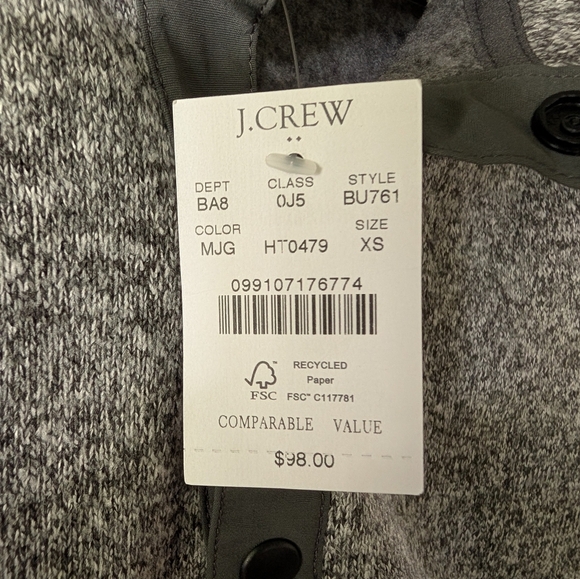 J.CREW
DEPT CLASS STYLE
BA8 0J5 BU761
COLOR SIZE
MJG HT0479 XS
099107176774
FSC™
RECYCLED
Paper
FSC™ C117781
COMPARABLE VALUE
$98.00